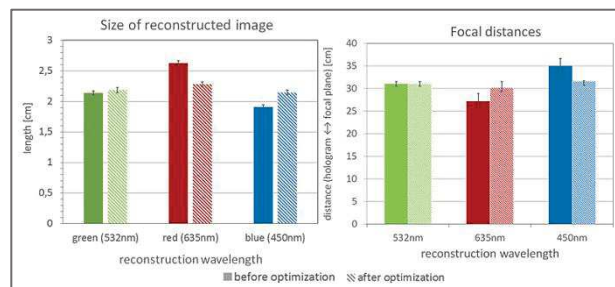 Size of reconstructed image
3
2,5
2
1,5
1
0,5
0
length [cm]
green (532nm) red (635nm) blue (450nm)
reconstruction wavelength
Focal distances
40
35
30
25
20
15
10
5
0
distance (hologram ↔ focal plane) [cm]
532nm 635nm 450nm
reconstruction wavelength
before optimization after optimization